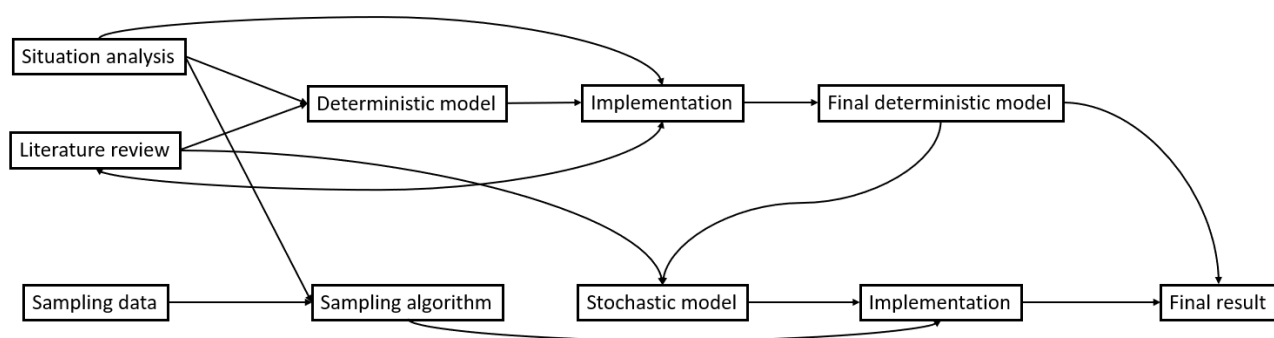 Situation analysis
Deterministic model
Implementation
Final deterministic model
Literature review
Sampling data
Sampling algorithm
Stochastic model
Implementation
Final result